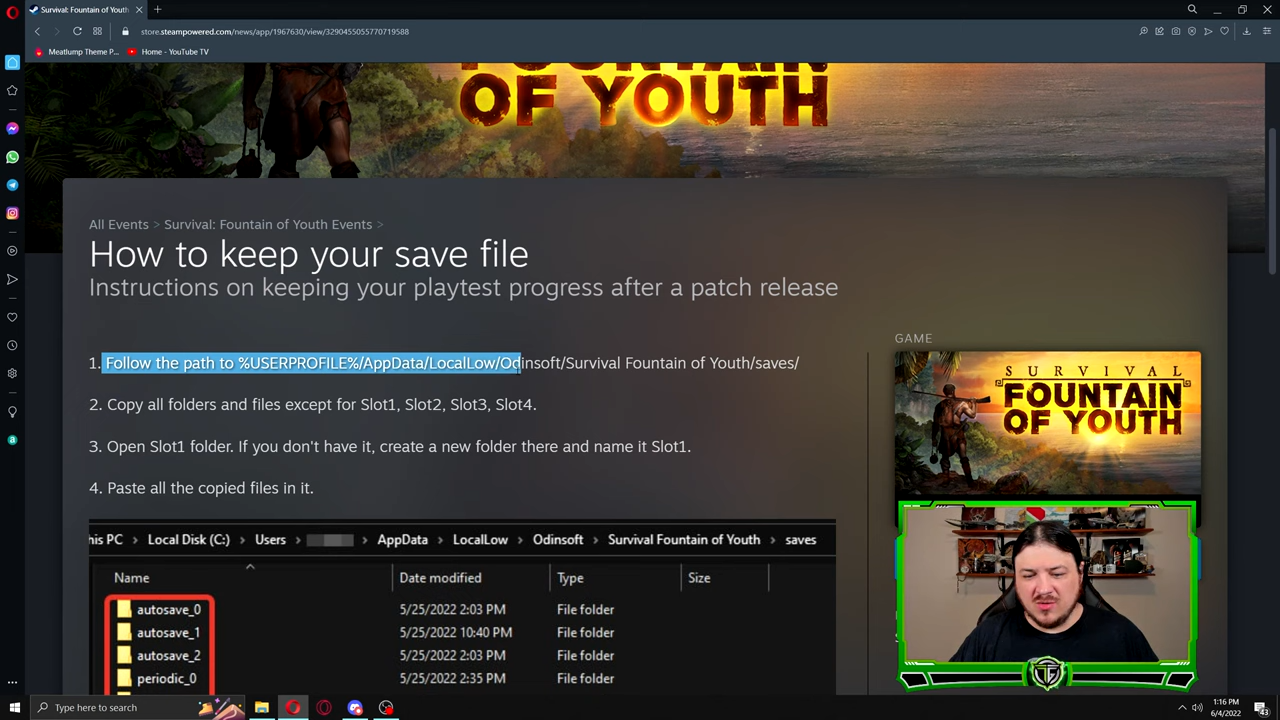 Survival: Fountain of Youth
store.steampowered.com/news/app/1967630/view/3290455055770719588
Meatlump Theme P...
Home - YouTube TV
FOUNTAIN
OF YOUTH
All Events > Survival: Fountain of Youth Events >
How to keep your save file
Instructions on keeping your playtest progress after a patch release
1. Follow the path to %USERPROFILE%/AppData/LocalLow/Odinsoft/Survival Fountain of Youth/saves/
2. Copy all folders and files except for Slot1, Slot2, Slot3, Slot4.
3. Open Slot1 folder. If you don't have it, create a new folder there and name it Slot1.
4. Paste all the copied files in it.
his PC > Local Disk (C:) > Users > AppData > LocalLow > Odinsoft > Survival Fountain of Youth > saves
Name Date modified Type Size
autosave_0 5/25/2022 2:03 PM File folder
autosave_1 5/25/2022 10:40 PM File folder
autosave_2 5/25/2022 2:03 PM File folder
periodic_0 5/25/2022 2:35 PM File folder
GAME
SURVIVAL
FOUNTAIN
OF YOUTH
Type here to search
1:16 PM
6/4/2022
43